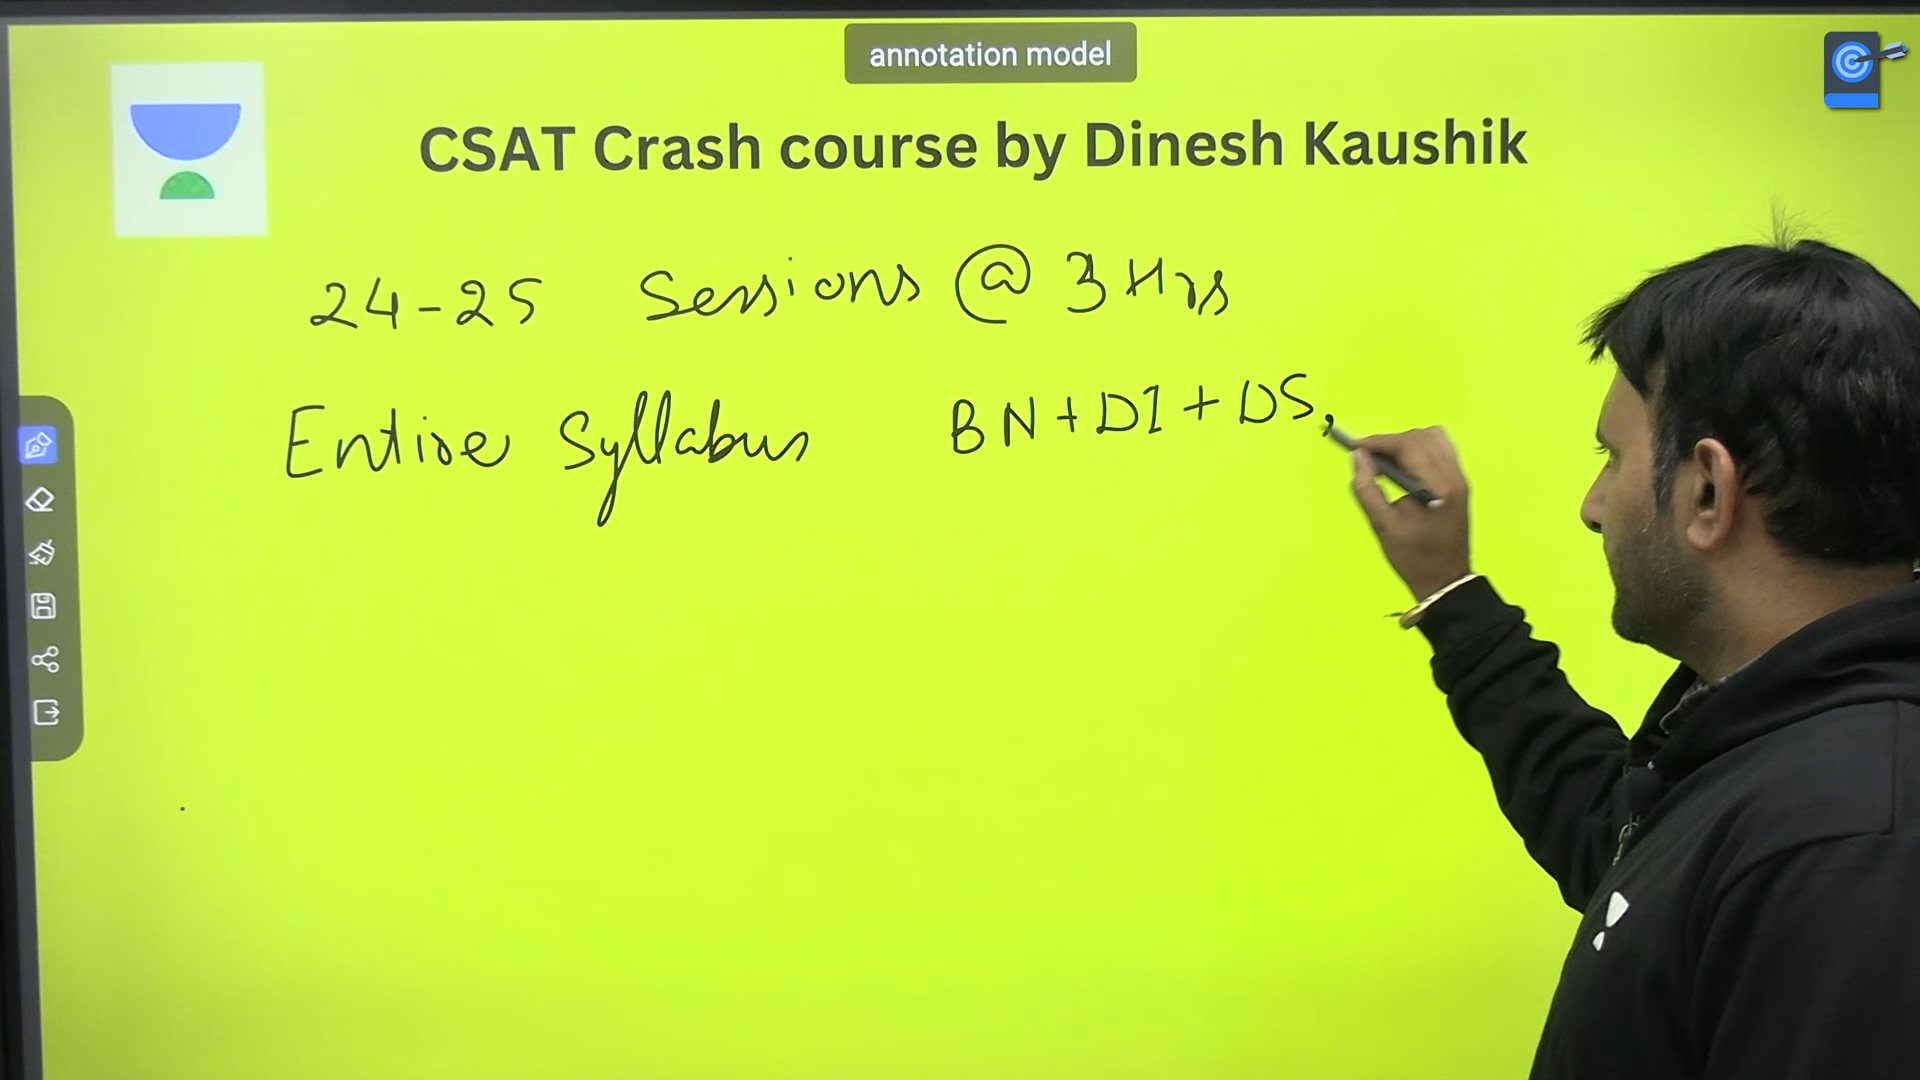 annotation model
CSAT Crash course by Dinesh Kaushik
24-25 Sessions @ 3 Hrs
Entire Syllabus BN+DI+DS,